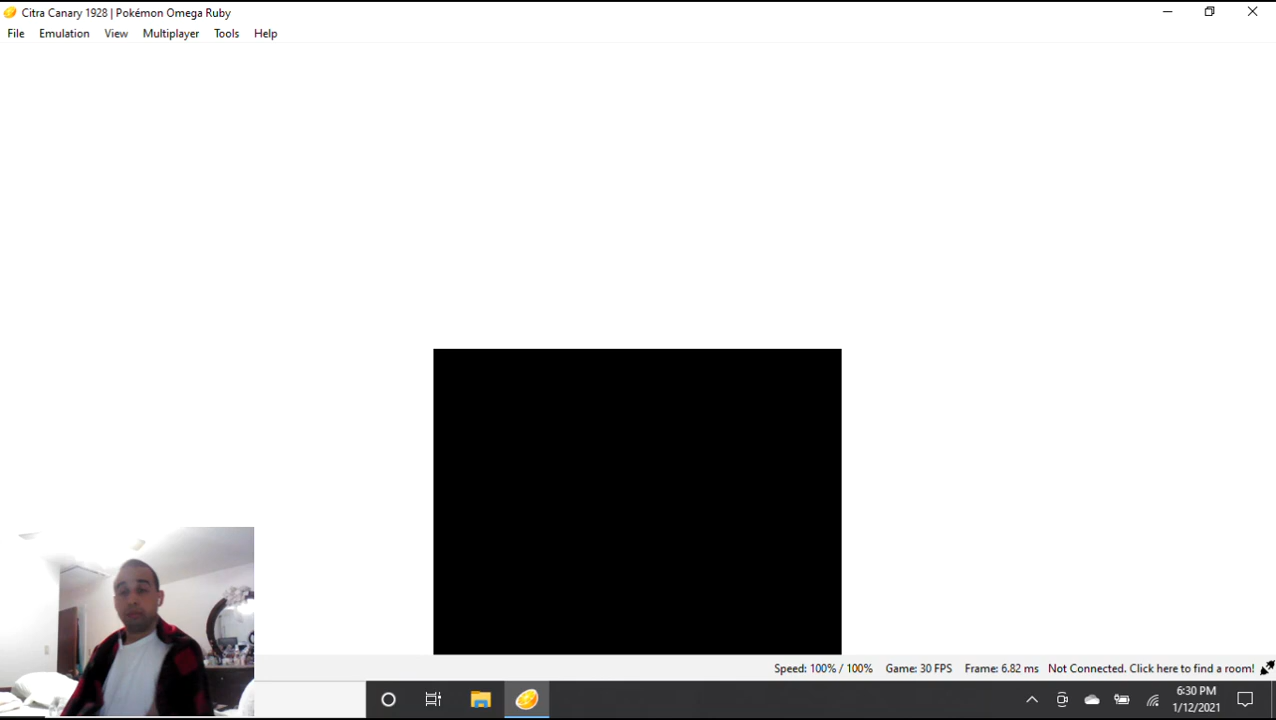 Citra Canary 1928 | Pokémon Omega Ruby
File Emulation View Multiplayer Tools Help
Speed: 100% / 100% Game: 30 FPS Frame: 6.82 ms Not Connected. Click here to find a room!
6:30 PM
1/12/2021